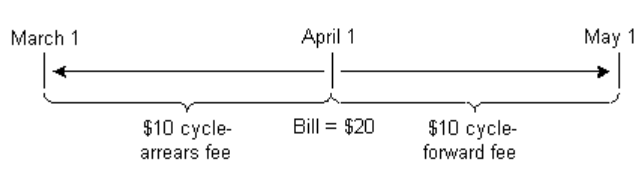 March 1
April 1
May 1
$10 cycle-
arrears fee
Bill = $20
$10 cycle-
forward fee